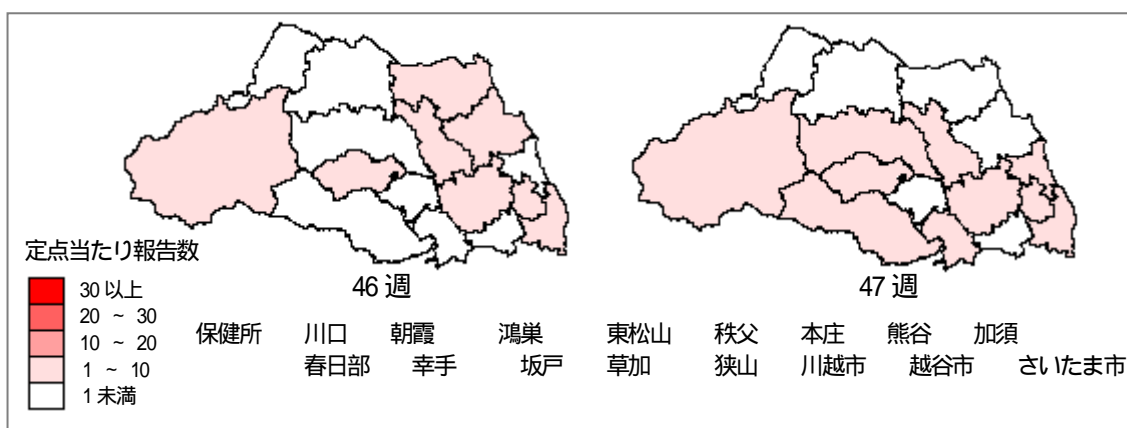 46 週
47 週
定点当たり報告数
30 以上
20 ~ 30
10 ~ 20
1 ~ 10
1 未満
保健所 川口 朝霞 鴻巣 東松山 秩父 本庄 熊谷 加須
春日部 幸手 坂戸 草加 狭山 川越市 越谷市 さいたま市